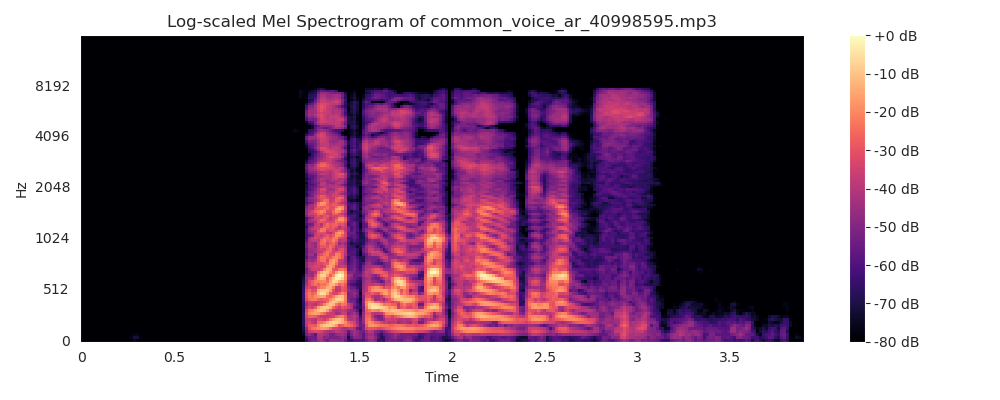 Log-scaled Mel Spectrogram of common_voice_ar_40998595.mp3
Hz
8192
4096
2048
1024
512
0
0
0.5
1
1.5
2
2.5
3
3.5
Time
+0 dB
-10 dB
-20 dB
-30 dB
-40 dB
-50 dB
-60 dB
-70 dB
-80 dB